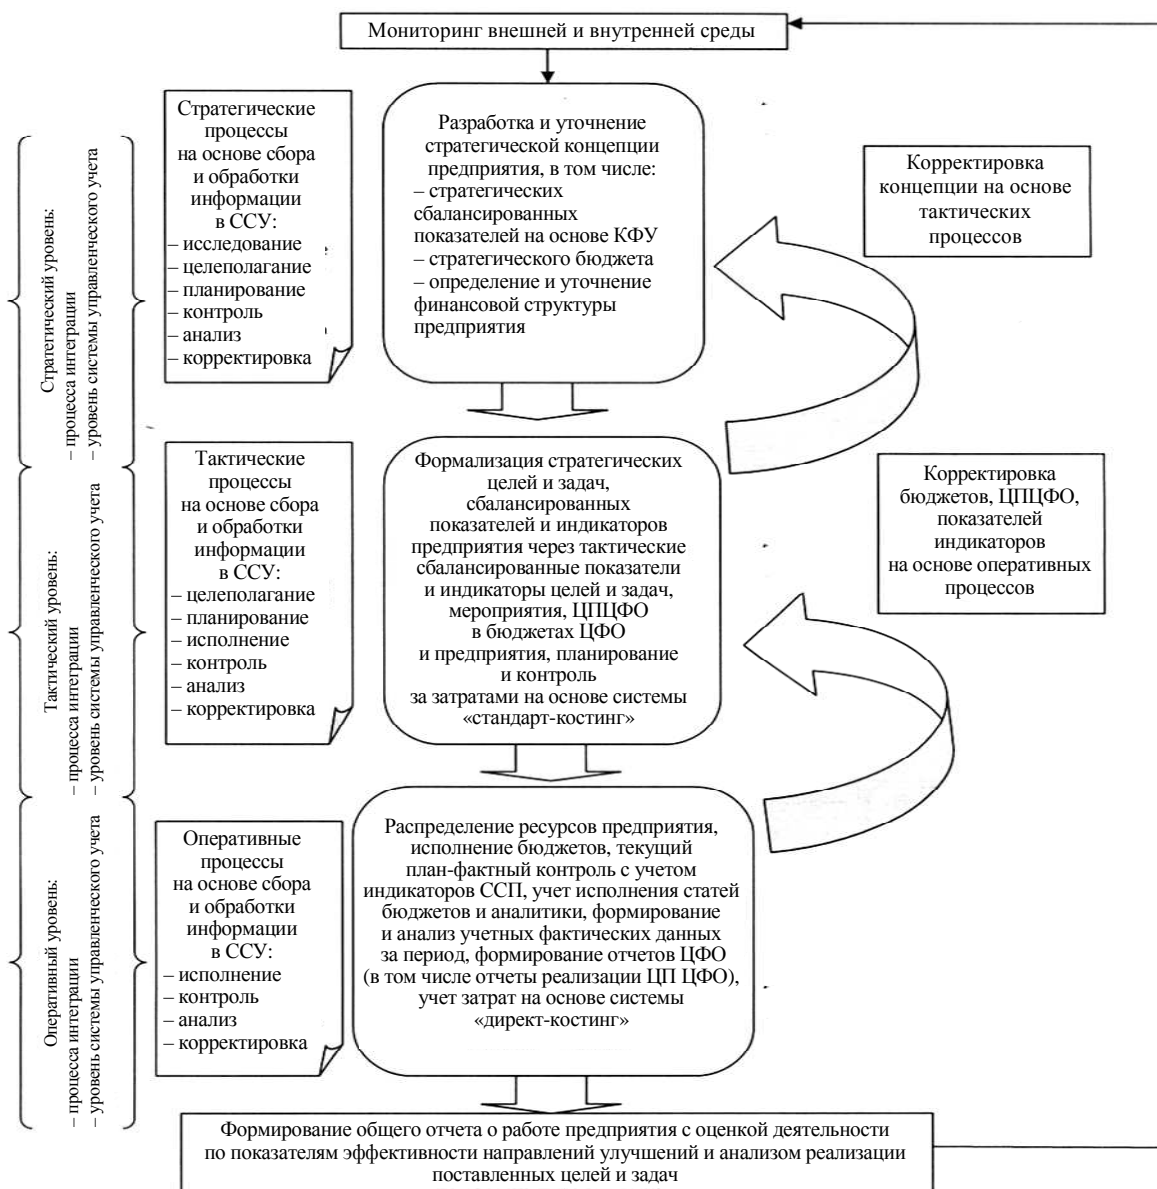 Мониторинг внешней и внутренней среды
Стратегический уровень:
– процесса интеграции
– уровень системы управленческого учета
Стратегические
процессы
на основе сбора
и обработки
информации
в ССУ:
– исследование
– целеполагание
– планирование
– контроль
– анализ
– корректировка
Разработка и уточнение
стратегической концепции
предприятия, в том числе:
– стратегических
сбалансированных
показателей на основе КФУ
– стратегического бюджета
– определение и уточнение
финансовой структуры
предприятия
Корректировка
концепции на основе
тактических
процессов
Тактический уровень:
– процесса интеграции
– уровень системы управленческого учета
Тактические
процессы
на основе сбора
и обработки
информации
в ССУ:
– целеполагание
– планирование
– исполнение
– контроль
– анализ
– корректировка
Формализация стратегических
целей и задач,
сбалансированных
показателей и индикаторов
предприятия через тактические
сбалансированные показатели
и индикаторы целей и задач,
мероприятия, ЦПЦФО
в бюджетах ЦФО
и предприятия, планирование
и контроль
за затратами на основе системы
«стандарт-костинг»
Корректировка
бюджетов, ЦПЦФО,
показателей
индикаторов
на основе оперативных
процессов
Оперативный уровень:
– процесса интеграции
– уровень системы управленческого учета
Оперативные
процессы
на основе сбора
и обработки
информации
в ССУ:
– исполнение
– контроль
– анализ
– корректировка
Распределение ресурсов предприятия,
исполнение бюджетов, текущий
план-фактный контроль с учетом
индикаторов ССП, учет исполнения статей
бюджетов и аналитики, формирование
и анализ учетных фактических данных
за период, формирование отчетов ЦФО
(в том числе отчеты реализации ЦП ЦФО),
учет затрат на основе системы
«директ-костинг»
Формирование общего отчета о работе предприятия с оценкой деятельности
по показателям эффективности направлений улучшений и анализом реализации
поставленных целей и задач